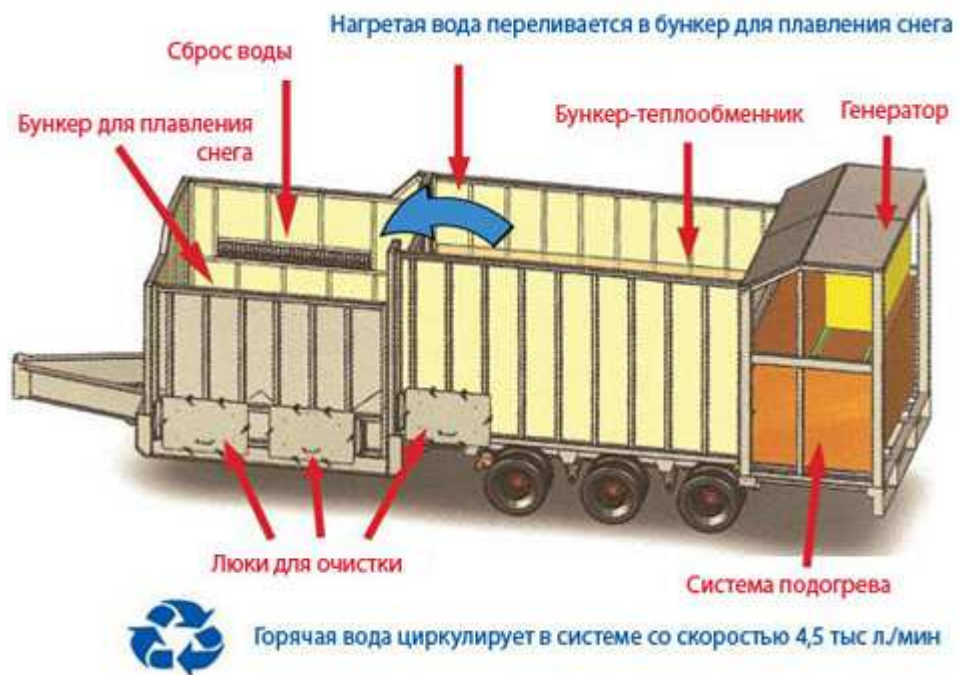 Нагретая вода переливается в бункер для плавления снега
Сброс воды
Бункер для плавления
снега
Бункер-теплообменник
Генератор
Люки для очистки
Система подогрева
Горячая вода циркулирует в системе со скоростью 4,5 тыс л./мин